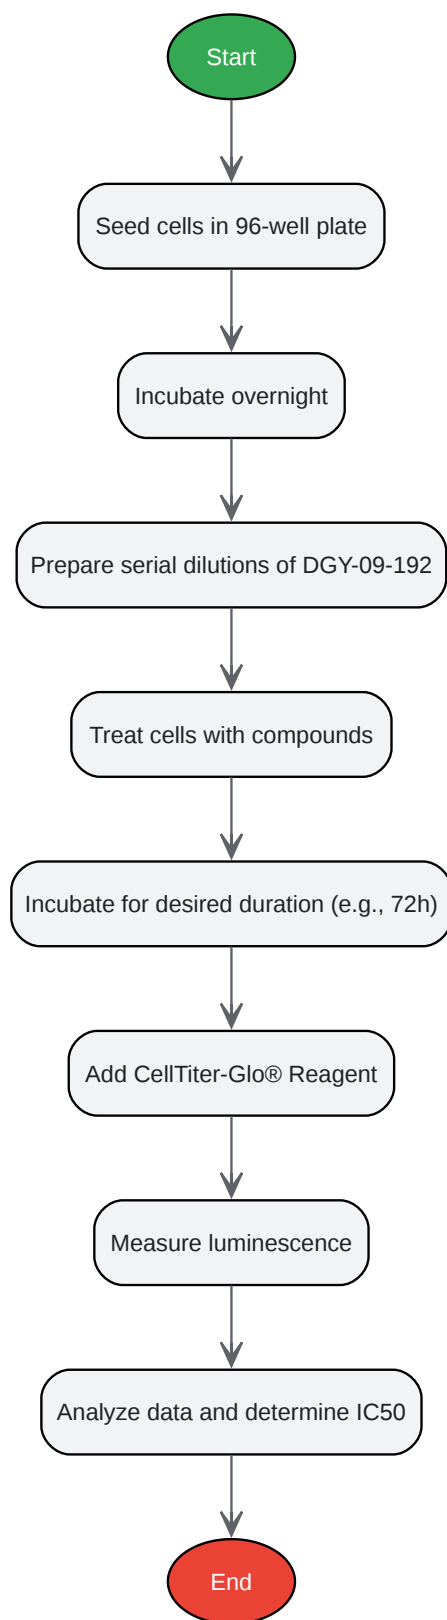 Start
Seed cells in 96-well plate
Incubate overnight
Prepare serial dilutions of DGY-09-192
Treat cells with compounds
Incubate for desired duration (e.g., 72h)
Add CellTiter-Glo® Reagent
Measure luminescence
Analyze data and determine IC50
End